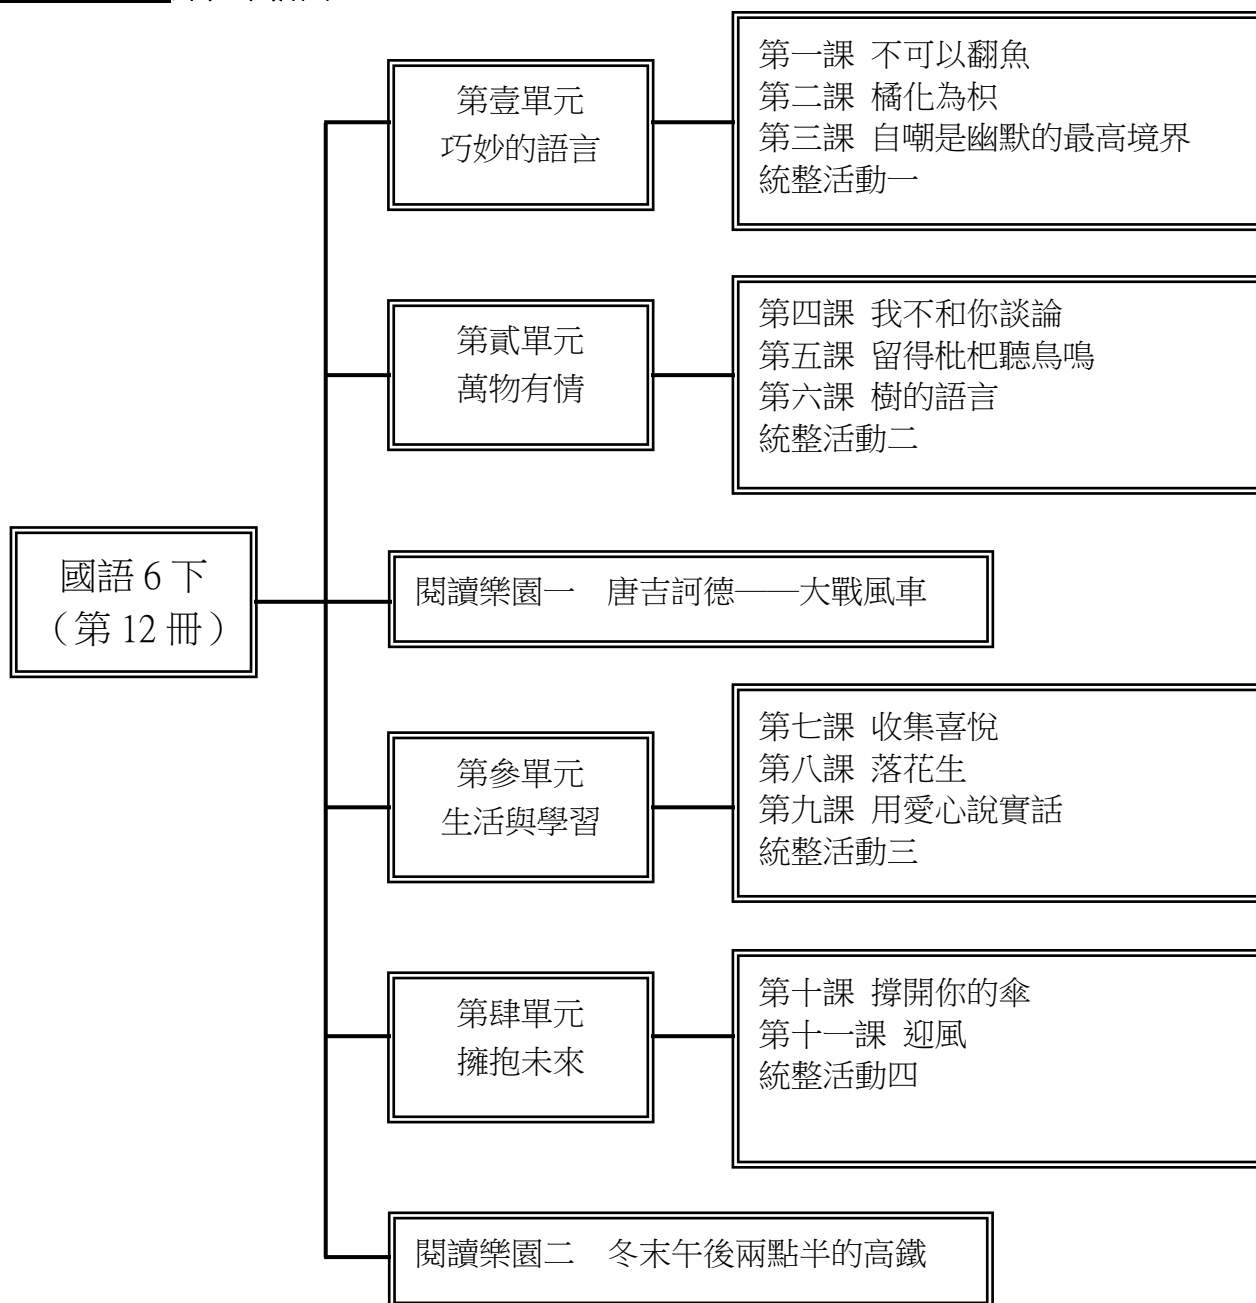 第壹單元
巧妙的語言
第一課 不可以翻魚
第二課 橘化為枳
第三課 自嘲是幽默的最高境界
統整活動一
第貳單元
萬物有情
第四課 我不和你談論
第五課 留得枇杷聽鳥鳴
第六課 樹的語言
統整活動二
國語 6 下
（第 12 冊）
閱讀樂園一　唐吉訶德──大戰風車
第參單元
生活與學習
第七課 收集喜悅
第八課 落花生
第九課 用愛心說實話
統整活動三
第肆單元
擁抱未來
第十課 撐開你的傘
第十一課 迎風
統整活動四
閱讀樂園二　冬末午後兩點半的高鐵